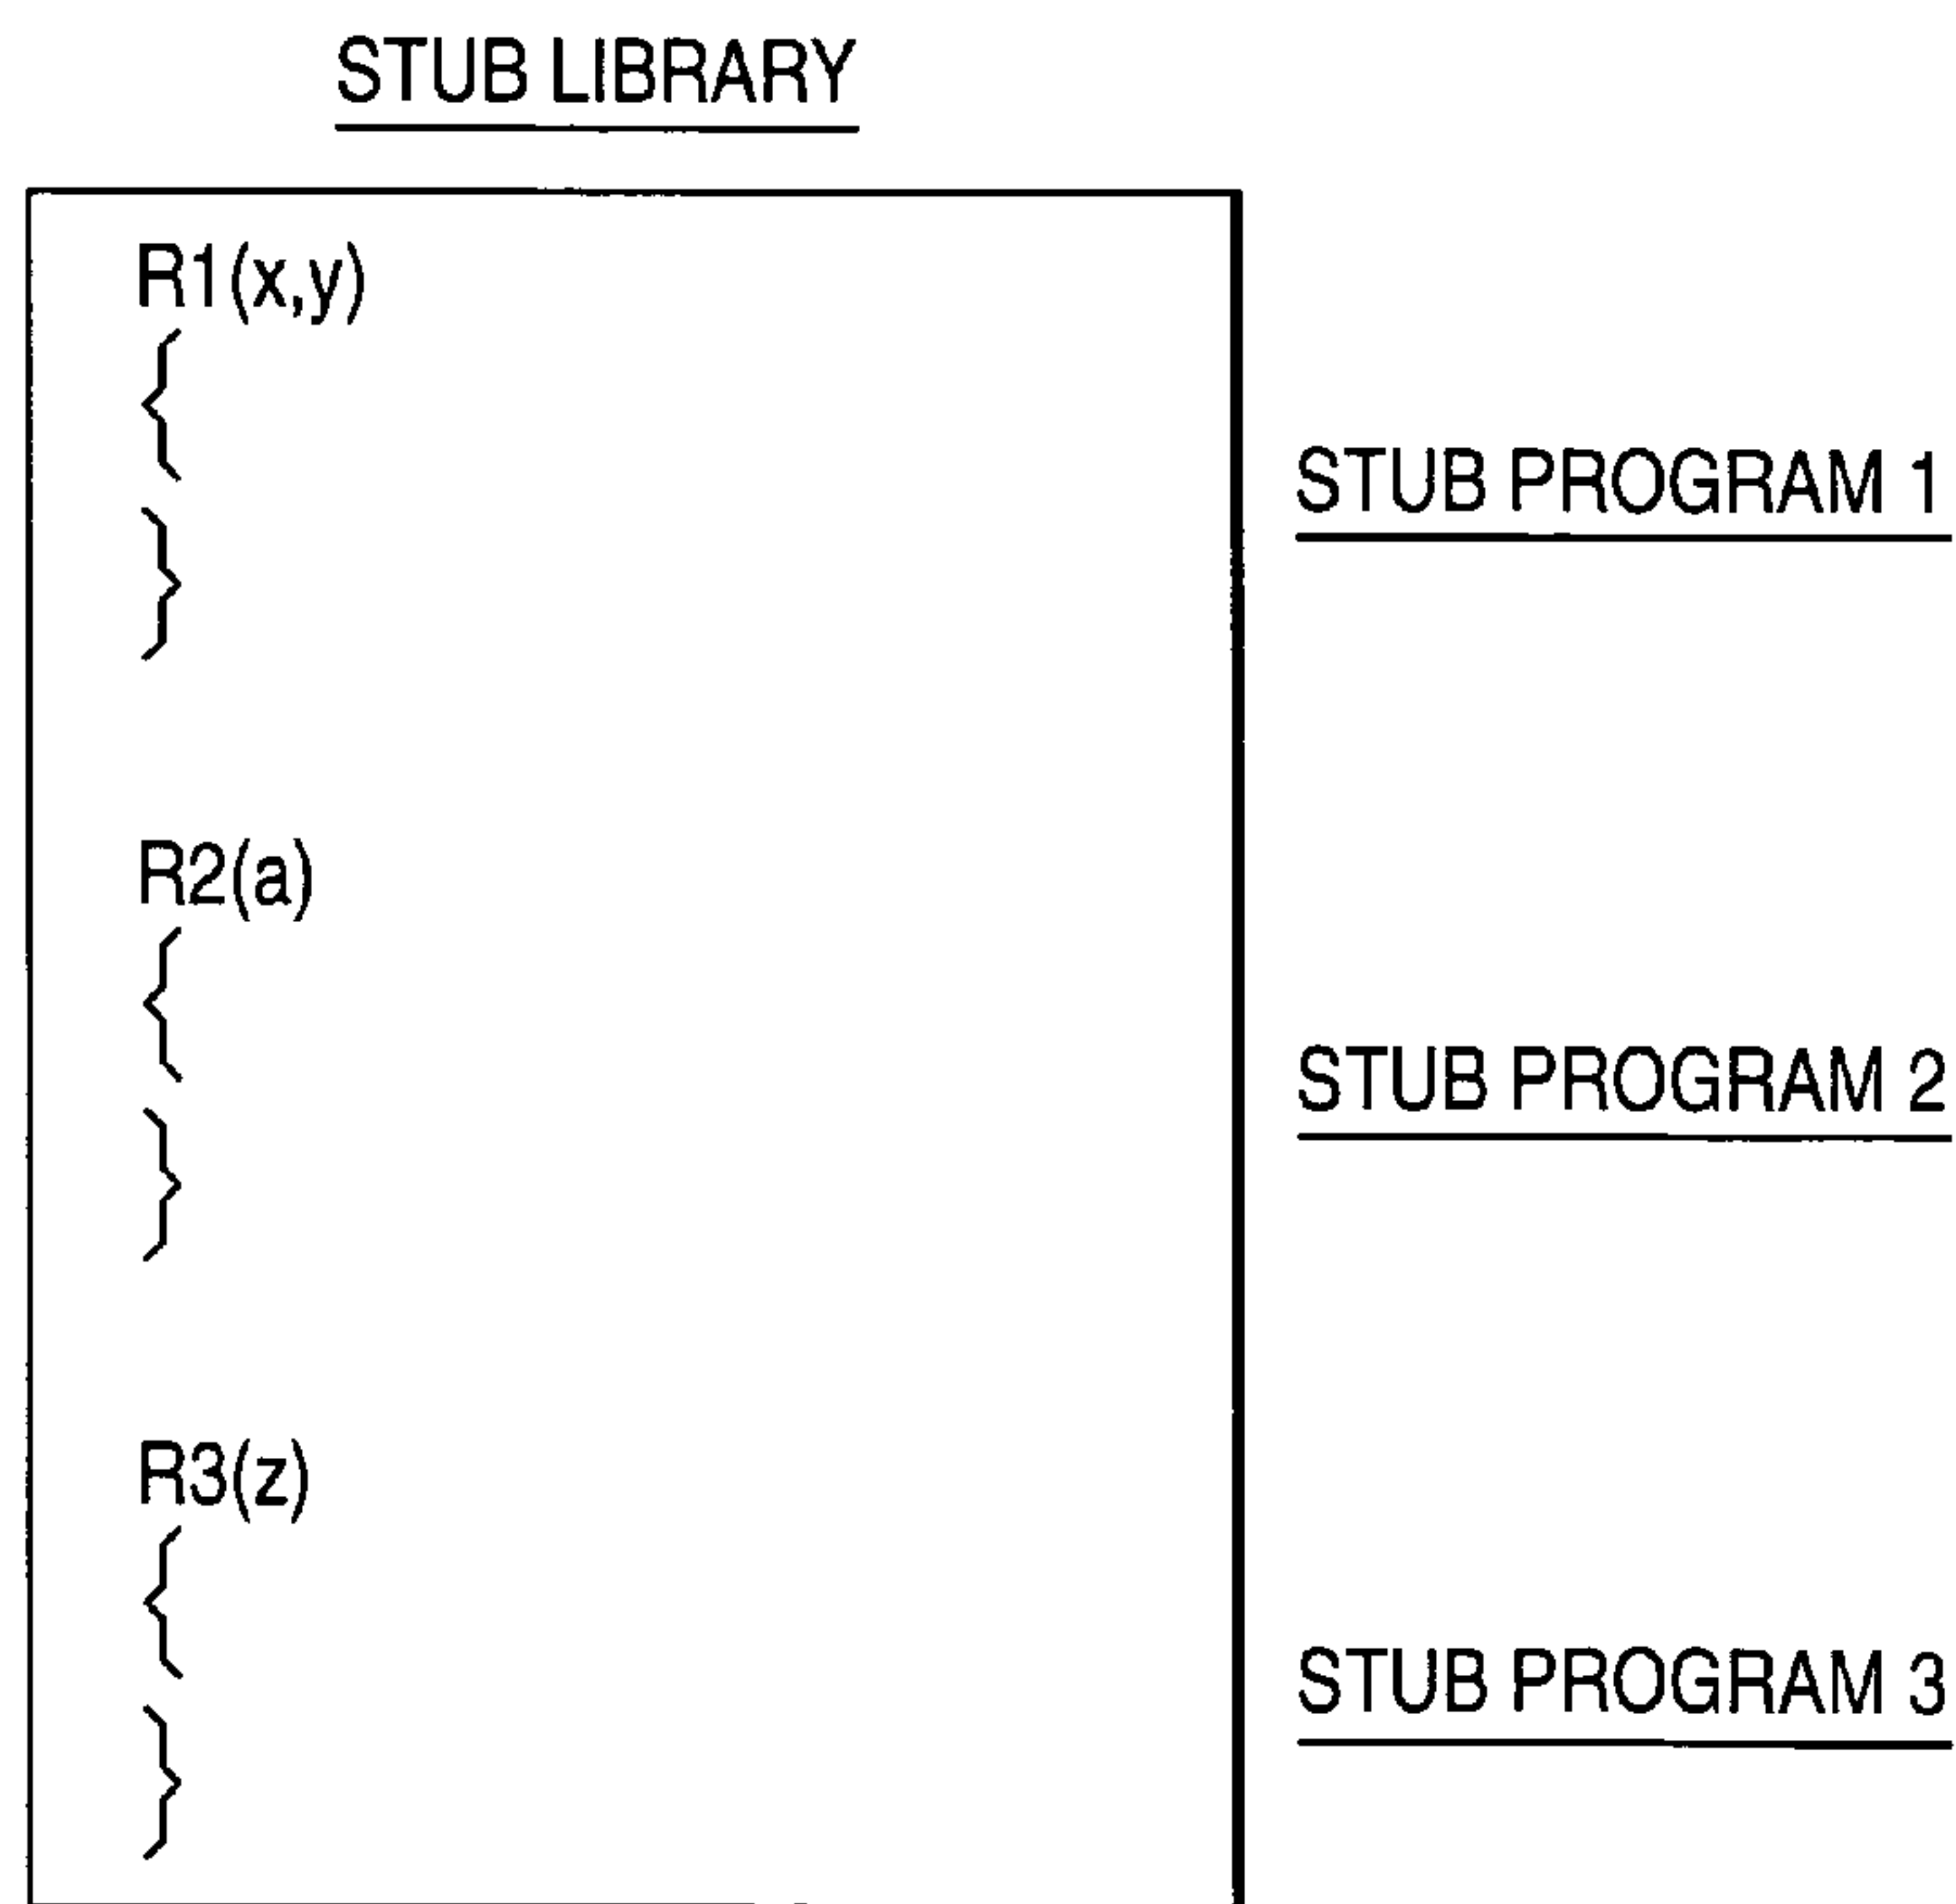 STUB LIBRARY
R1(x,y)
{
STUB PROGRAM 1
}
R2(a)
{
STUB PROGRAM 2
}
R3(z)
{
STUB PROGRAM 3
}